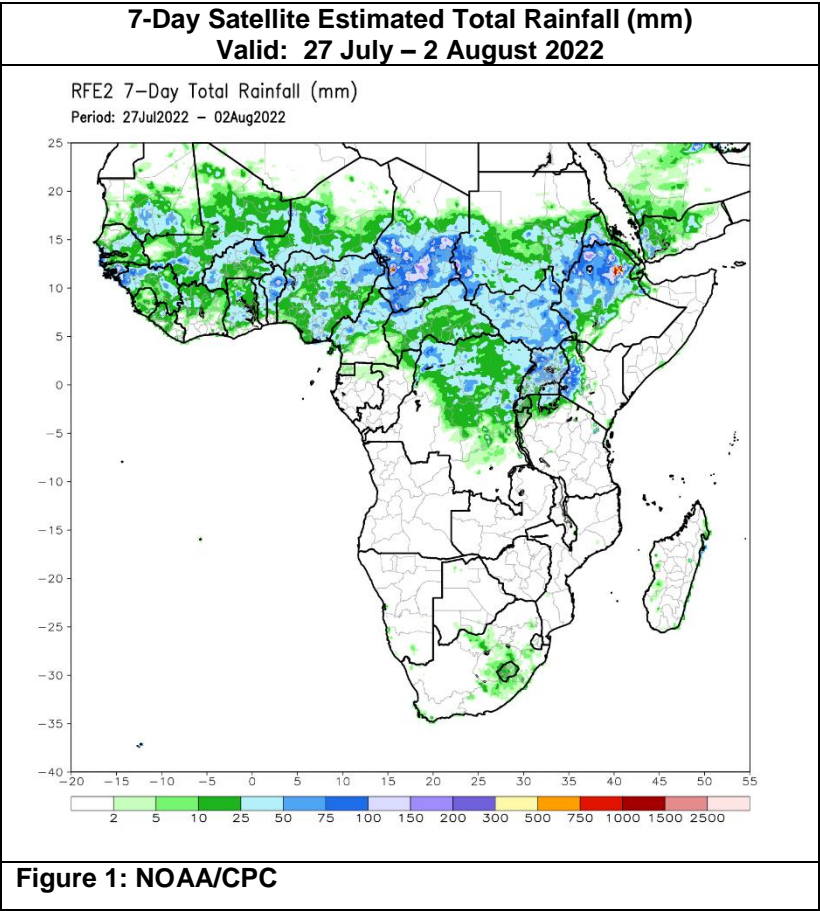 7-Day Satellite Estimated Total Rainfall (mm)
Valid:  27 July – 2 August 2022
RFE2 7–Day Total Rainfall (mm)
Period: 27Jul2022 – 02Aug2022
25
20
15
10
5
0
−5
−10
−15
−20
−25
−30
−35
−40
−20 −15 −10 −5 0 5 10 15 20 25 30 35 40 45 50 55
2 5 10 25 50 75 100 150 200 300 500 750 1000 1500 2500
Figure 1: NOAA/CPC